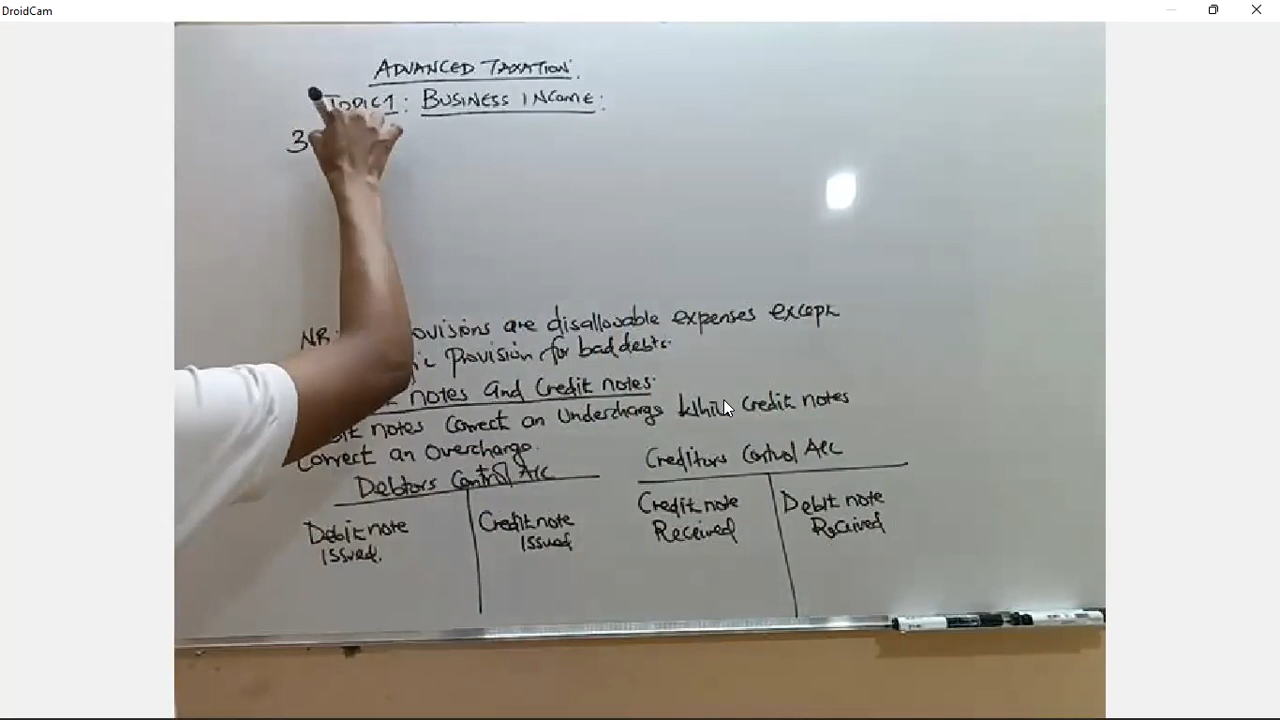 DroidCam
ADVANCED TAXATION.
TOPIC 1: BUSINESS INCOME:
3
NB: ovisions are disallowable expenses except
ic Provision for bad debts.
notes and Credit notes.
notes Correct an Undercharge While Credit notes
Correct an Overcharge.
Debtors Control A/C
Creditors Control A/C
Debit note
Issued.
Credit note
Issued
Credit note
Received
Debit note
Received